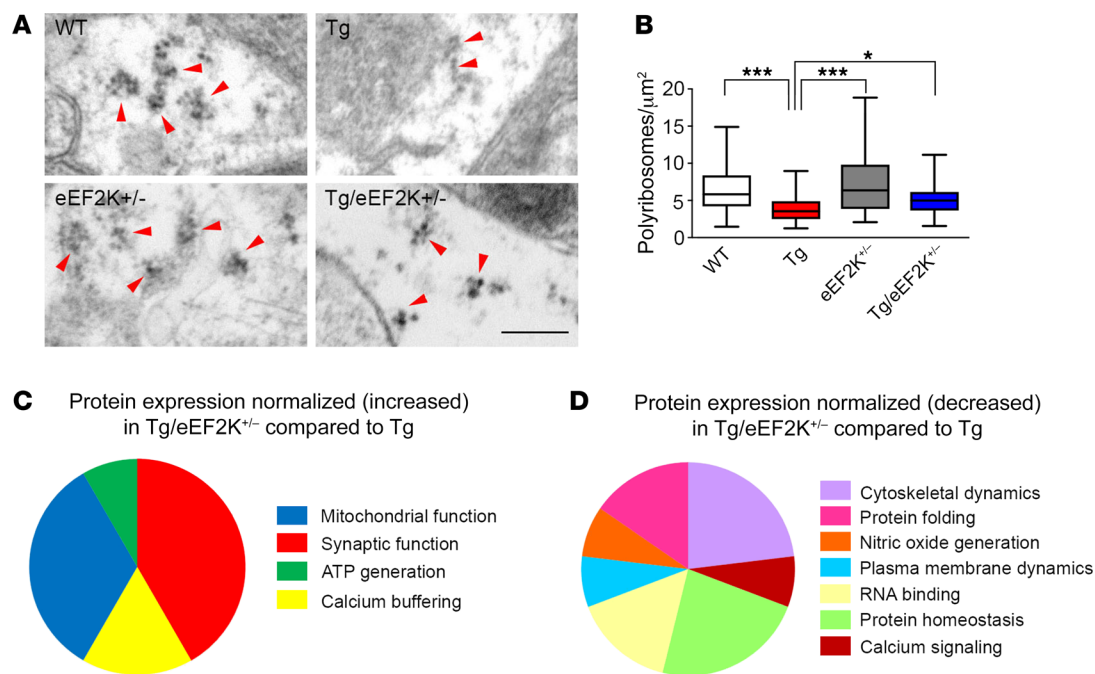 A
WT
Tg
eEF2K+/-
Tg/eEF2K+/-
B
***
***
*
Polyribosomes/μm²
20
15
10
5
0
WT
Tg
eEF2K⁺/⁻
Tg/eEF2K⁺/⁻
C
Protein expression normalized (increased)
in Tg/eEF2K⁺/⁻ compared to Tg
Mitochondrial function
Synaptic function
ATP generation
Calcium buffering
D
Protein expression normalized (decreased)
in Tg/eEF2K⁺/⁻ compared to Tg
Cytoskeletal dynamics
Protein folding
Nitric oxide generation
Plasma membrane dynamics
RNA binding
Protein homeostasis
Calcium signaling